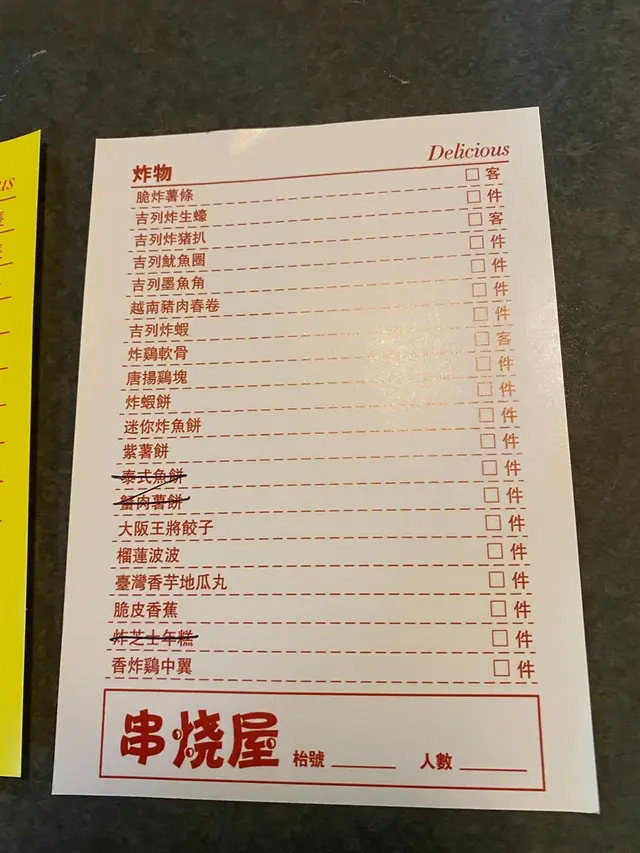 Delicious
炸物
脆炸薯條 □ 客
吉列炸生蠔 □ 件
吉列炸猪扒 □ 客
吉列魷魚圈 □ 件
吉列墨魚角 □ 件
越南豬肉春卷 □ 件
吉列炸蝦 □ 件
炸鷄軟骨 □ 客
唐揚鷄塊 □ 件
炸蝦餅 □ 件
迷你炸魚餅 □ 件
紫薯餅 □ 件
泰式魚餅 □ 件
蟹肉薯餅 □ 件
大阪王將餃子 □ 件
榴蓮波波 □ 件
臺灣香芋地瓜丸 □ 件
脆皮香蕉 □ 件
炸芝士年糕 □ 件
香炸鷄中翼 □ 件
串烧屋 枱號 ______ 人數 ______